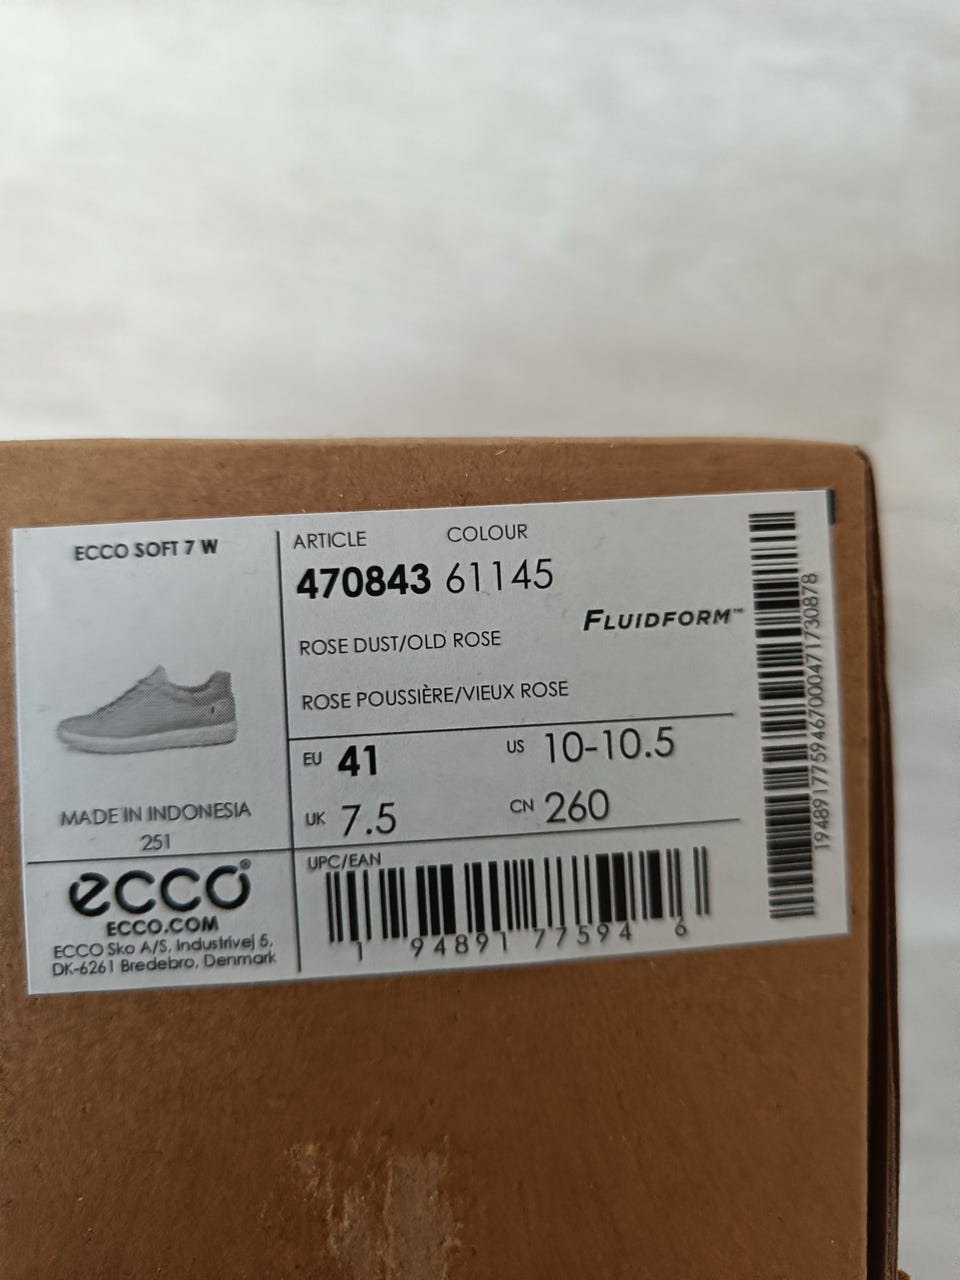 ECCO SOFT 7 W
MADE IN INDONESIA
251
ecco®
ECCO.COM
ECCO Sko A/S, Industrivej 5,
DK-6261 Bredebro, Denmark
ARTICLE COLOUR
470843 61145
FLUIDFORM™
ROSE DUST/OLD ROSE
ROSE POUSSIÈRE/VIEUX ROSE
EU 41 US 10-10.5
UK 7.5 CN 260
UPC/EAN
1 94891 77594 6
1948917759467000471730878